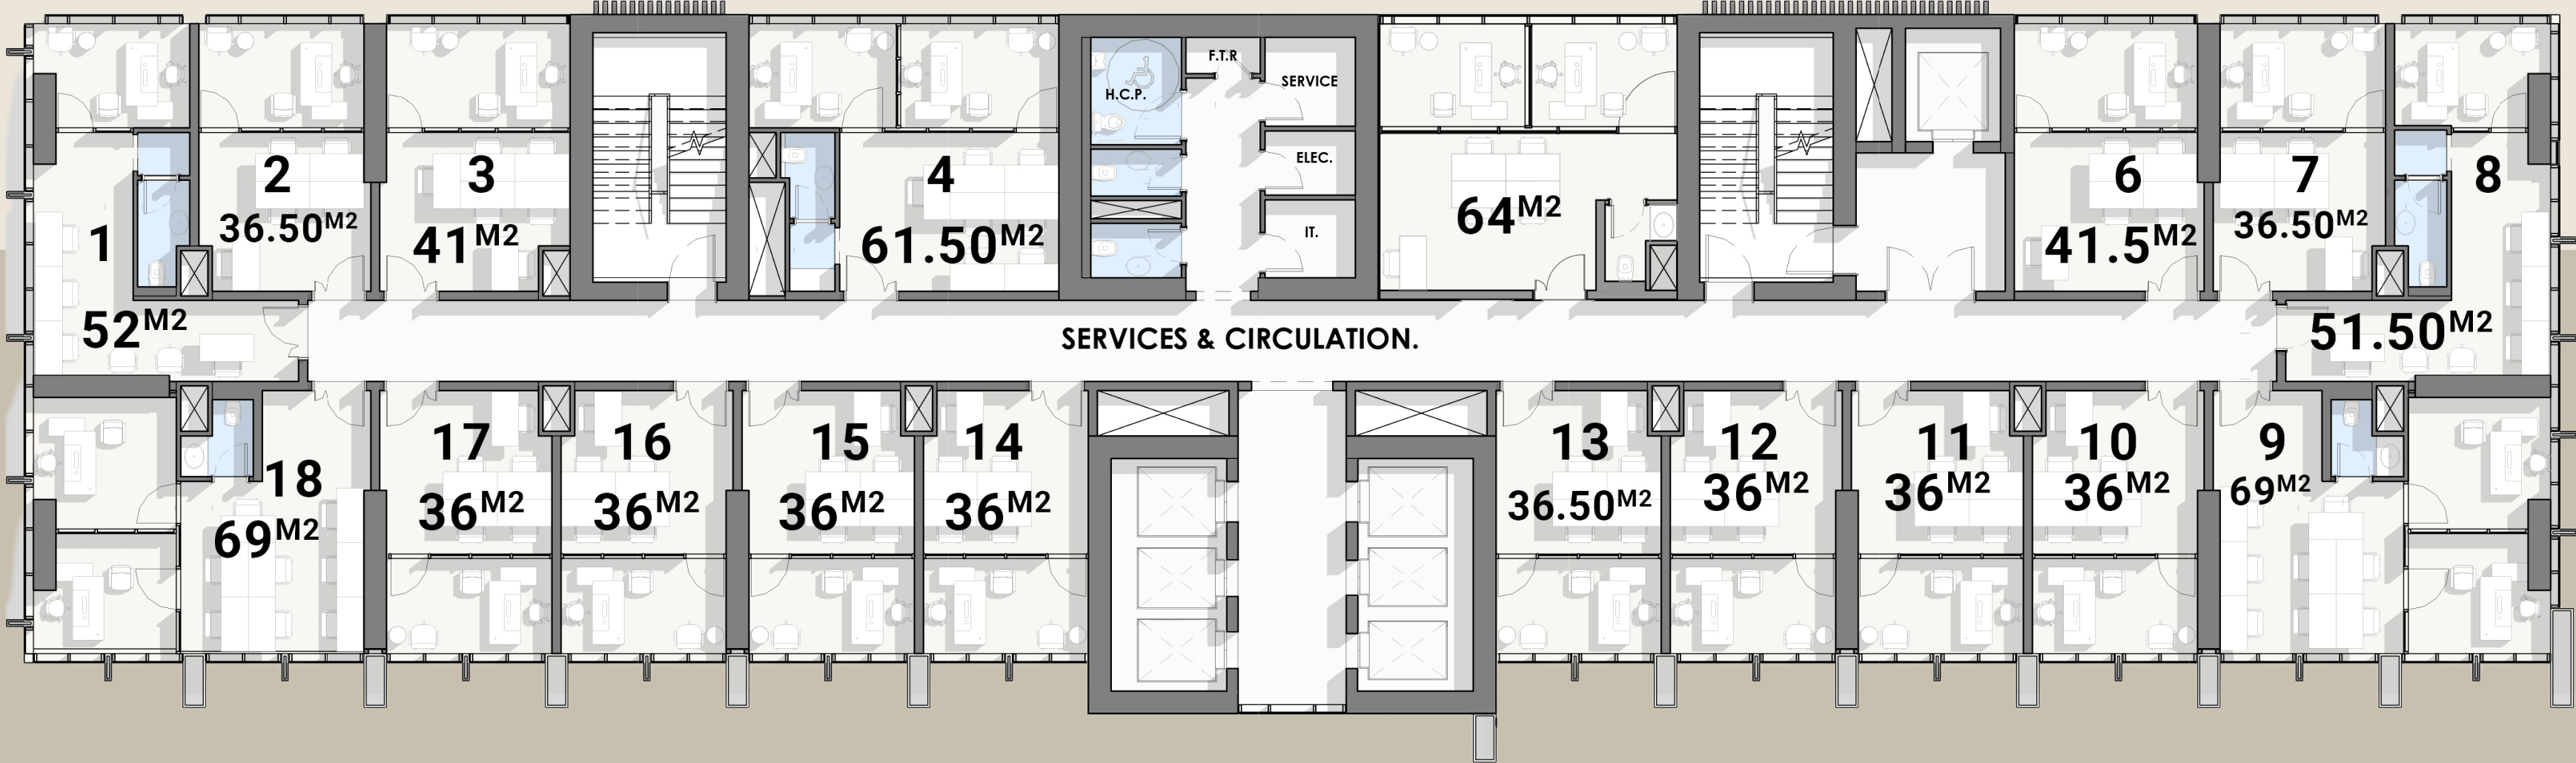 F.T.R
SERVICE
H.C.P.
ELEC.
IT.
1
52M2
2
36.50M2
3
41M2
4
61.50M2
64M2
6
41.5M2
7
36.50M2
8
51.50M2
SERVICES & CIRCULATION.
18
69M2
17
36M2
16
36M2
15
36M2
14
36M2
13
36.50M2
12
36M2
11
36M2
10
36M2
9
69M2